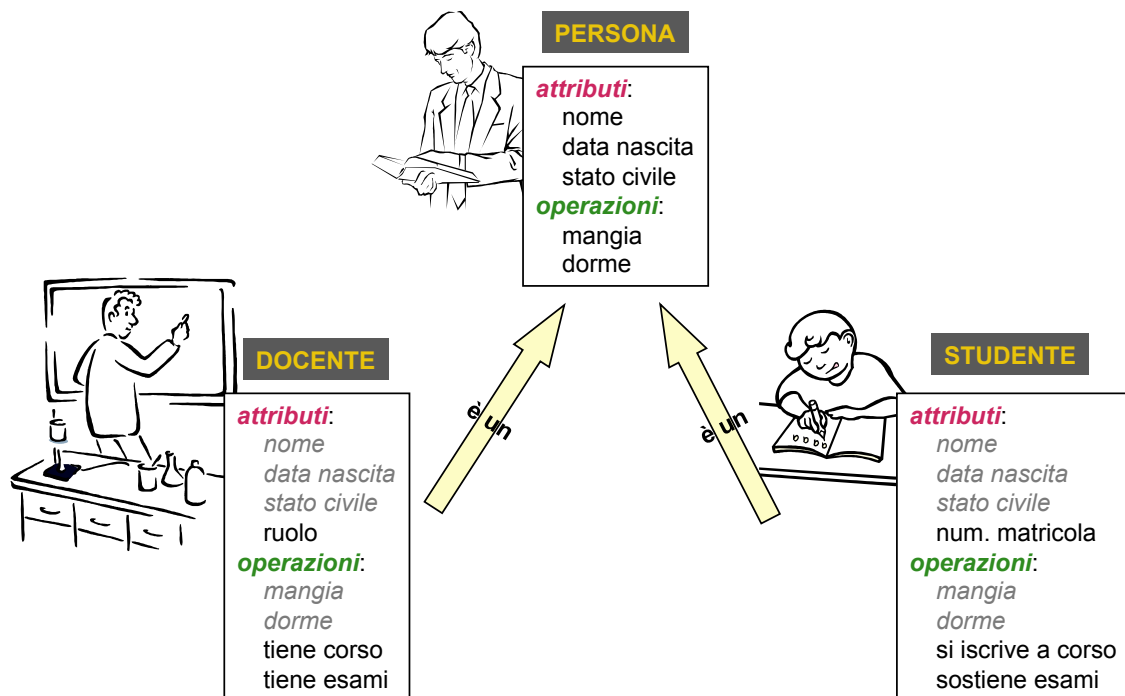 PERSONA
attributi:
nome
data nascita
stato civile
operazioni:
mangia
dorme
è un
è un
DOCENTE
attributi:
nome
data nascita
stato civile
ruolo
operazioni:
mangia
dorme
tiene corso
tiene esami
STUDENTE
attributi:
nome
data nascita
stato civile
num. matricola
operazioni:
mangia
dorme
si iscrive a corso
sostiene esami